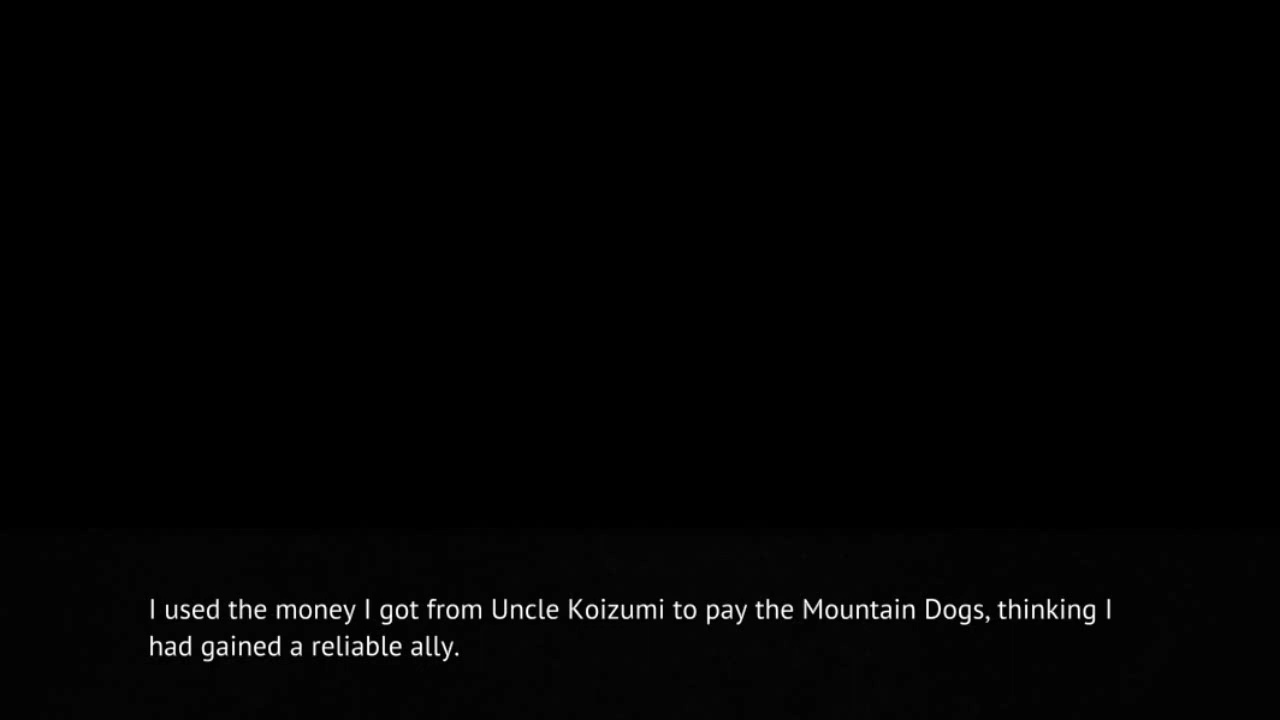 I used the money I got from Uncle Koizumi to pay the Mountain Dogs, thinking I
had gained a reliable ally.